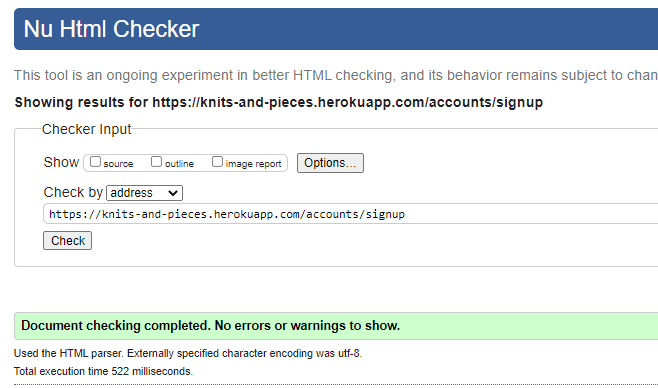 Nu Html Checker
This tool is an ongoing experiment in better HTML checking, and its behavior remains subject to chan
Showing results for https://knits-and-pieces.herokuapp.com/accounts/signup
Checker Input
Show source outline image report Options...
Check by address
https://knits-and-pieces.herokuapp.com/accounts/signup
Check
Document checking completed. No errors or warnings to show.
Used the HTML parser. Externally specified character encoding was utf-8.
Total execution time 522 milliseconds.